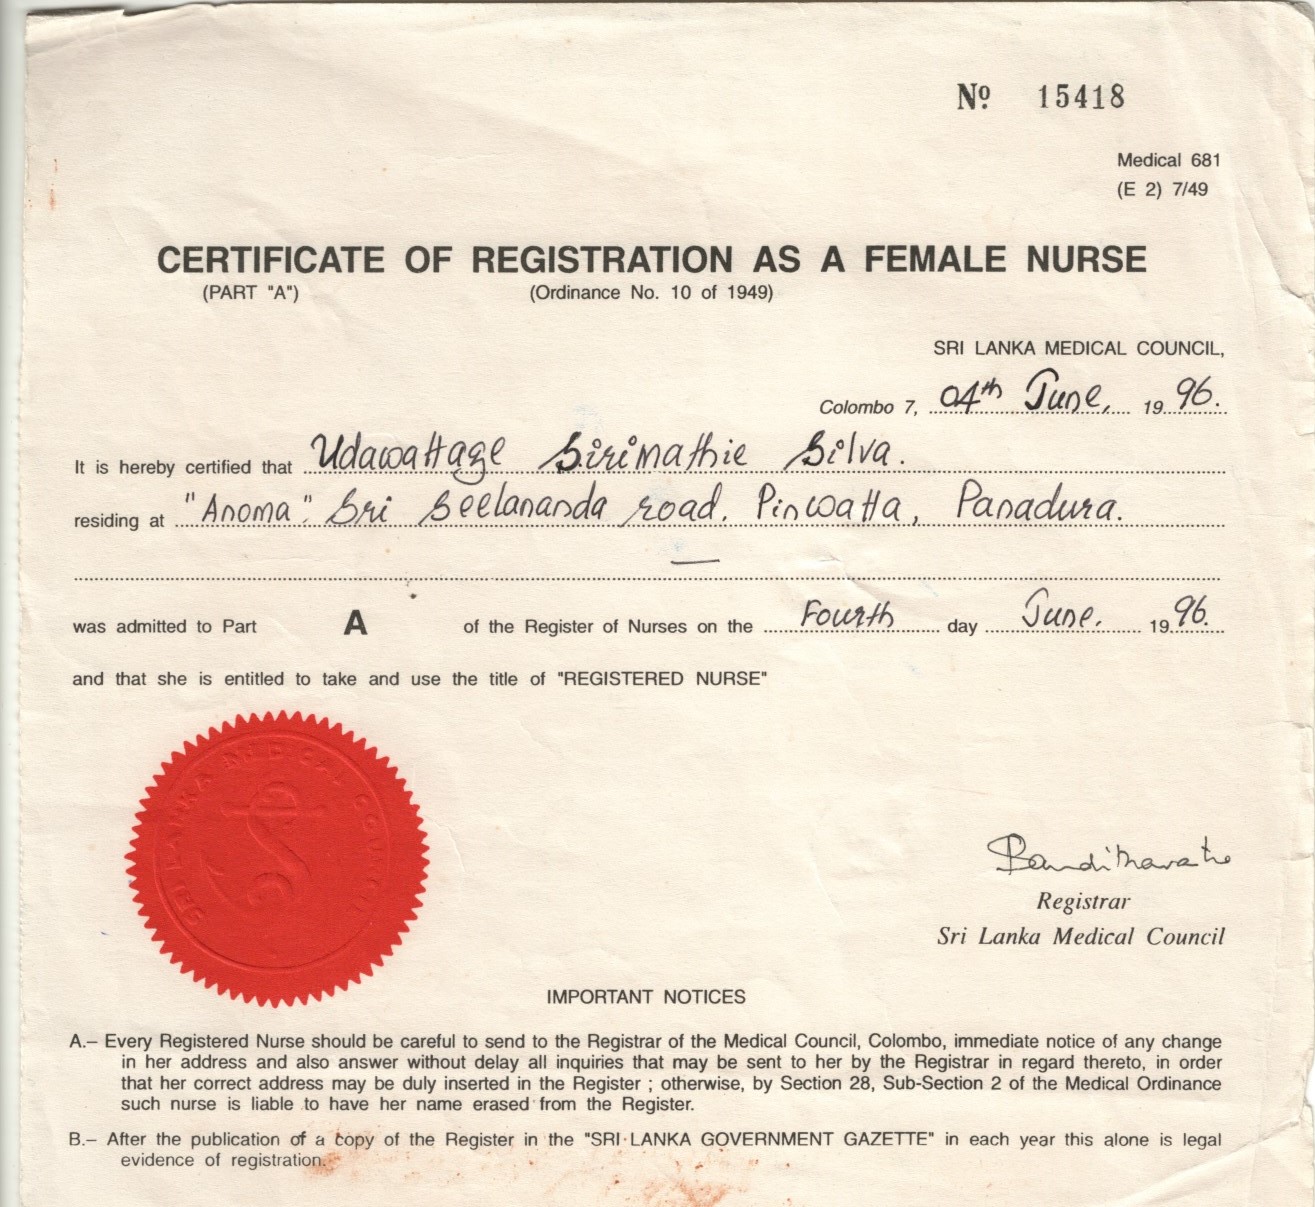 Nº 15418
Medical 681
(E 2) 7/49
CERTIFICATE OF REGISTRATION AS A FEMALE NURSE
(PART "A") (Ordinance No. 10 of 1949)
SRI LANKA MEDICAL COUNCIL,
Colombo 7, 04th June, 1996.
It is hereby certified that Udawattage Sirimathie Silva.
residing at "Anoma". Sri Seelananda road. Pinwatta, Panadura.
—
was admitted to Part A of the Register of Nurses on the Fourth day June. 1996.
and that she is entitled to take and use the title of "REGISTERED NURSE"
SRI LANKA MEDICAL COUNCIL
Registrar
Sri Lanka Medical Council
IMPORTANT NOTICES
A.– Every Registered Nurse should be careful to send to the Registrar of the Medical Council, Colombo, immediate notice of any change
in her address and also answer without delay all inquiries that may be sent to her by the Registrar in regard thereto, in order
that her correct address may be duly inserted in the Register ; otherwise, by Section 28, Sub-Section 2 of the Medical Ordinance
such nurse is liable to have her name erased from the Register.
B.– After the publication of a copy of the Register in the "SRI LANKA GOVERNMENT GAZETTE" in each year this alone is legal
evidence of registration.